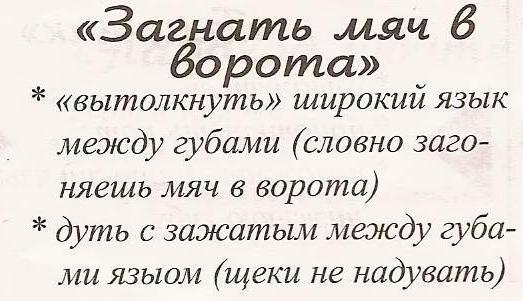 «Загнать мяч в
ворота»
* «вытолкнуть» широкий язык
между губами (словно заго-
няешь мяч в ворота)
* дуть с зажатым между губа-
ми языом (щеки не надувать)